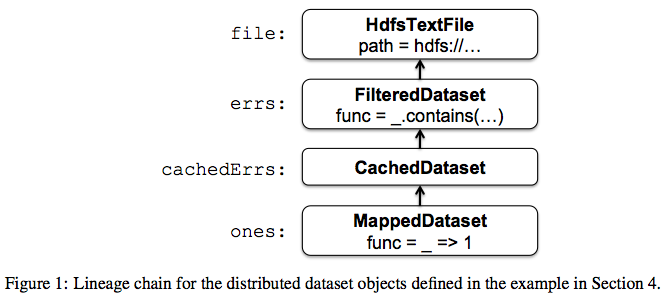 file:
HdfsTextFile
path = hdfs://...
errs:
FilteredDataset
func = _.contains(...)
cachedErrs:
CachedDataset
ones:
MappedDataset
func = _ => 1
Figure 1: Lineage chain for the distributed dataset objects defined in the example in Section 4.